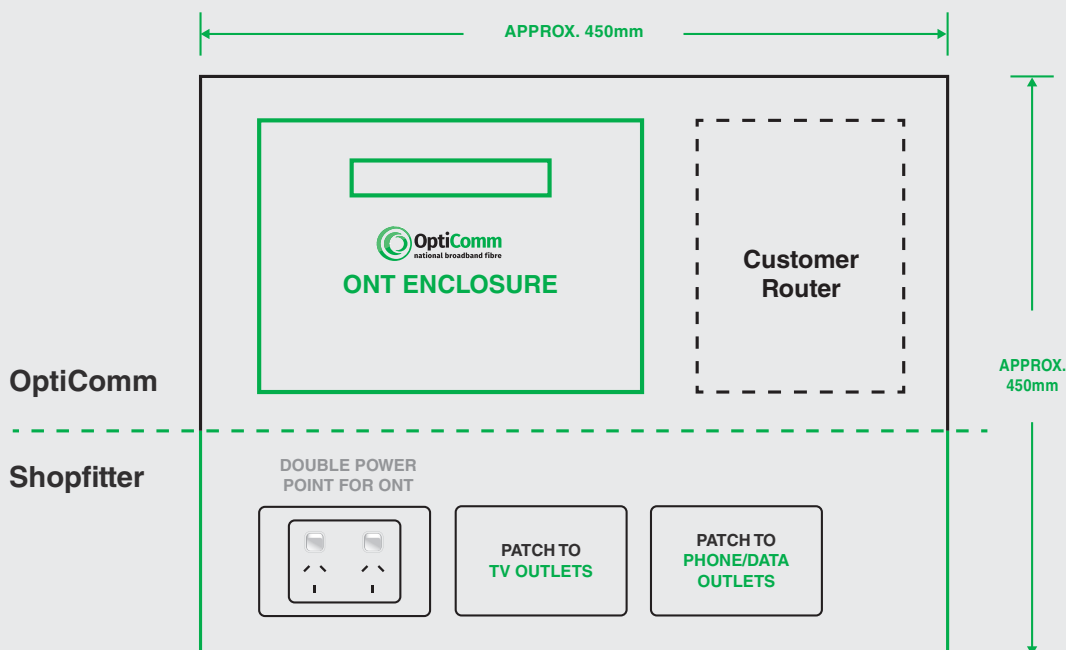 APPROX. 450mm
OptiComm
national broadband fibre
ONT ENCLOSURE
Customer
Router
OptiComm
APPROX.
450mm
Shopfitter
DOUBLE POWER
POINT FOR ONT
PATCH TO
TV OUTLETS
PATCH TO
PHONE/DATA
OUTLETS